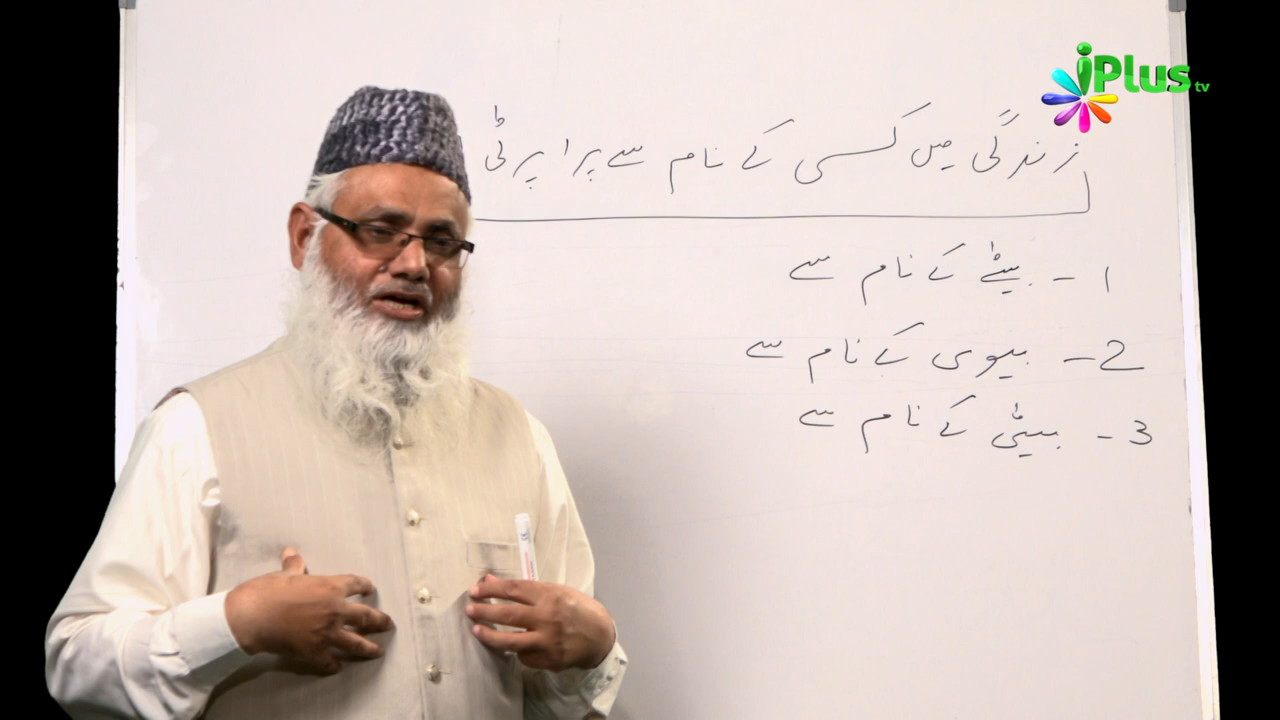 iPlus tv
زندگی میں کسی کے نام سے پراپرٹی
1 - بیٹے کے نام سے
2 - بیوی کے نام سے
3 - بیٹی کے نام سے